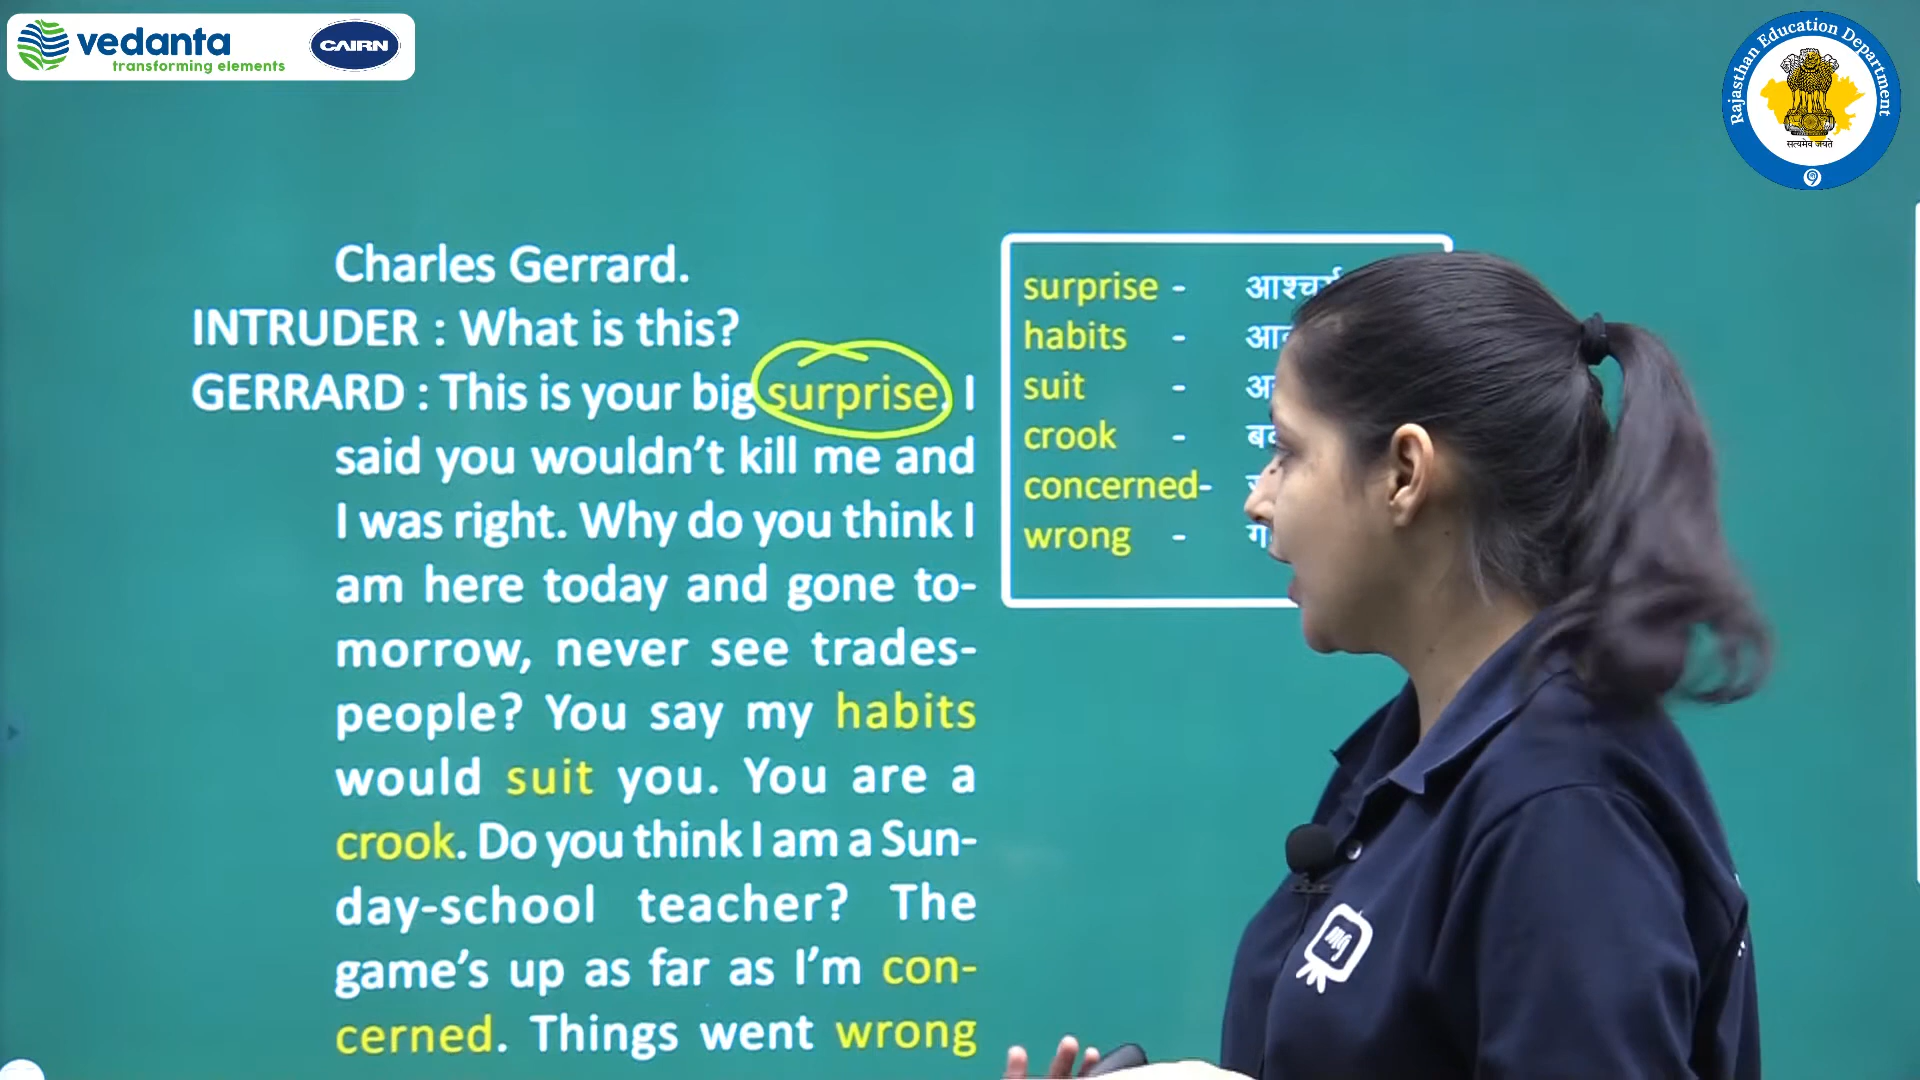 vedanta
transforming elements
CAIRN
Rajasthan Education Department
सत्यमेव जयते
Charles Gerrard.
INTRUDER : What is this?
GERRARD : This is your big surprise. I
said you wouldn't kill me and
I was right. Why do you think I
am here today and gone to-
morrow, never see trades-
people? You say my habits
would suit you. You are a
crook. Do you think I am a Sun-
day-school teacher? The
game's up as far as I'm con-
cerned. Things went wrong
surprise -
habits -
suit -
crook -
concerned-
wrong -